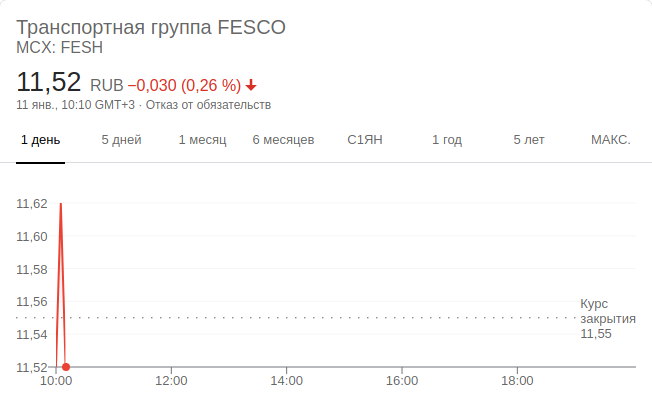 Транспортная группа FESCO
MCX: FESH
11,52 RUB −0,030 (0,26 %)
11 янв., 10:10 GMT+3 · Отказ от обязательств
1 день 5 дней 1 месяц 6 месяцев С1ЯН 1 год 5 лет МАКС.
11,62
11,60
11,58
11,56
11,54
11,52
Курс
закрытия
11,55
10:00 12:00 14:00 16:00 18:00